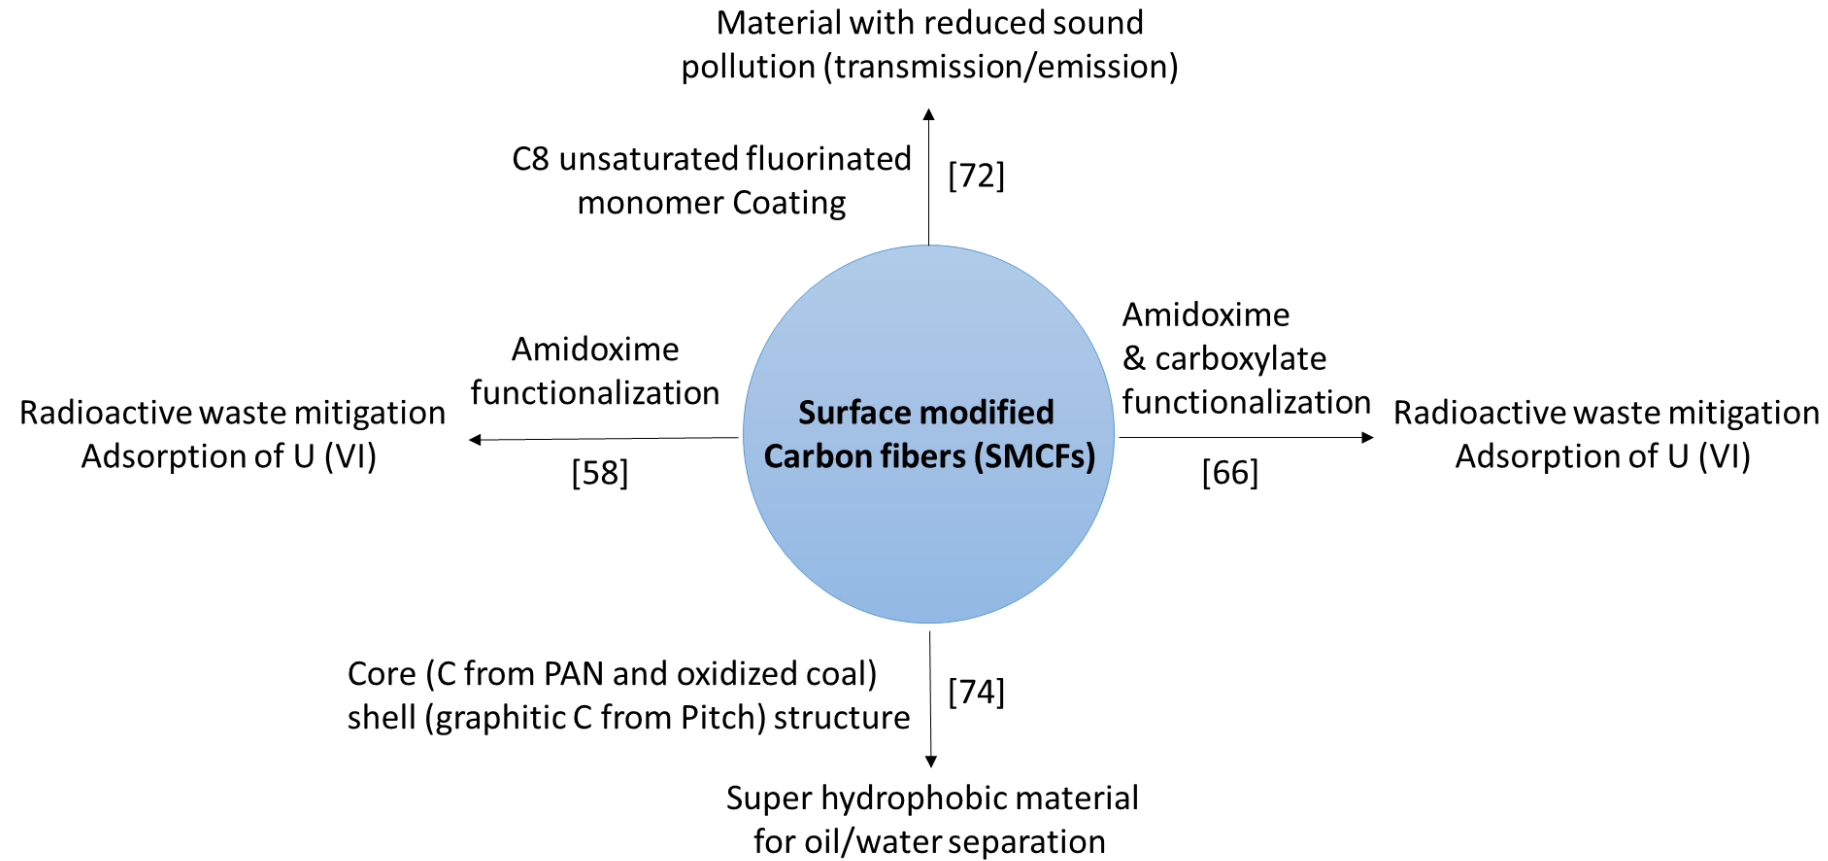 Material with reduced sound
pollution (transmission/emission)
C8 unsaturated fluorinated
monomer Coating
[72]
Amidoxime
functionalization
Radioactive waste mitigation
Adsorption of U (VI)
[58]
Surface modified
Carbon fibers (SMCFs)
Amidoxime
& carboxylate
functionalization
[66]
Radioactive waste mitigation
Adsorption of U (VI)
Core (C from PAN and oxidized coal)
shell (graphitic C from Pitch) structure
[74]
Super hydrophobic material
for oil/water separation